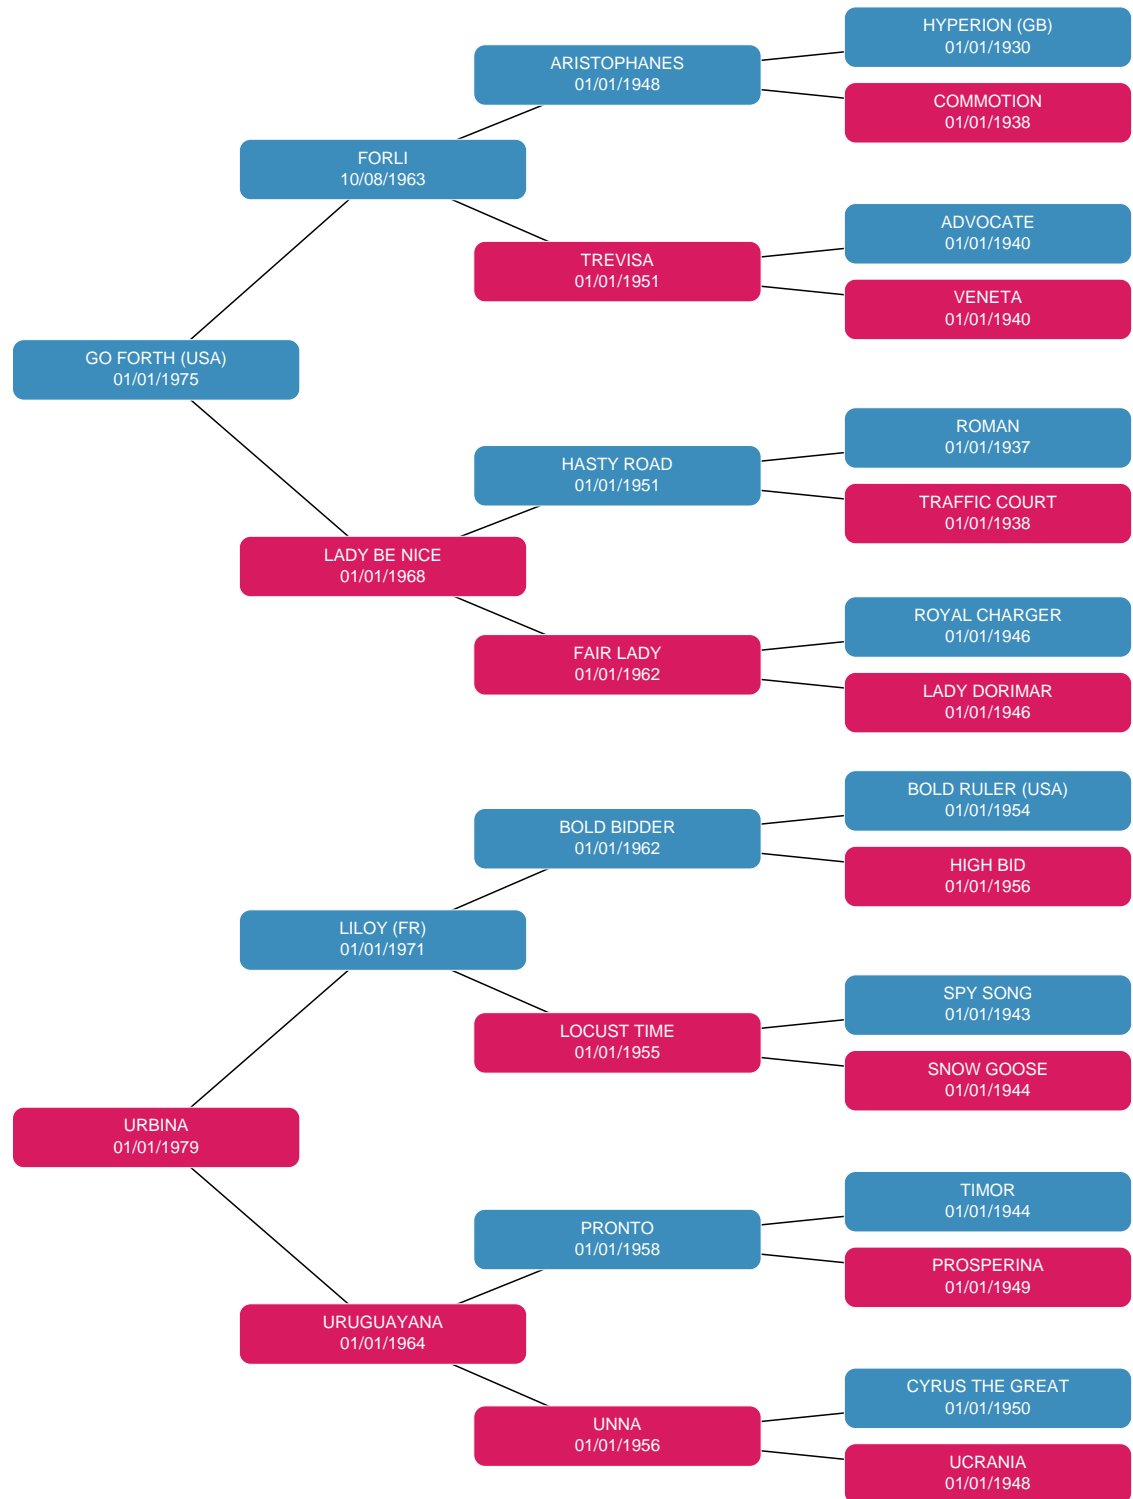 HYPERION (GB)
01/01/1930
ARISTOPHANES
01/01/1948
COMMOTION
01/01/1938
FORLI
10/08/1963
ADVOCATE
01/01/1940
TREVISA
01/01/1951
VENETA
01/01/1940
GO FORTH (USA)
01/01/1975
ROMAN
01/01/1937
HASTY ROAD
01/01/1951
TRAFFIC COURT
01/01/1938
LADY BE NICE
01/01/1968
ROYAL CHARGER
01/01/1946
FAIR LADY
01/01/1962
LADY DORIMAR
01/01/1946
BOLD RULER (USA)
01/01/1954
BOLD BIDDER
01/01/1962
HIGH BID
01/01/1956
LILOY (FR)
01/01/1971
SPY SONG
01/01/1943
LOCUST TIME
01/01/1955
SNOW GOOSE
01/01/1944
URBINA
01/01/1979
TIMOR
01/01/1944
PRONTO
01/01/1958
PROSPERINA
01/01/1949
URUGUAYANA
01/01/1964
CYRUS THE GREAT
01/01/1950
UNNA
01/01/1956
UCRANIA
01/01/1948